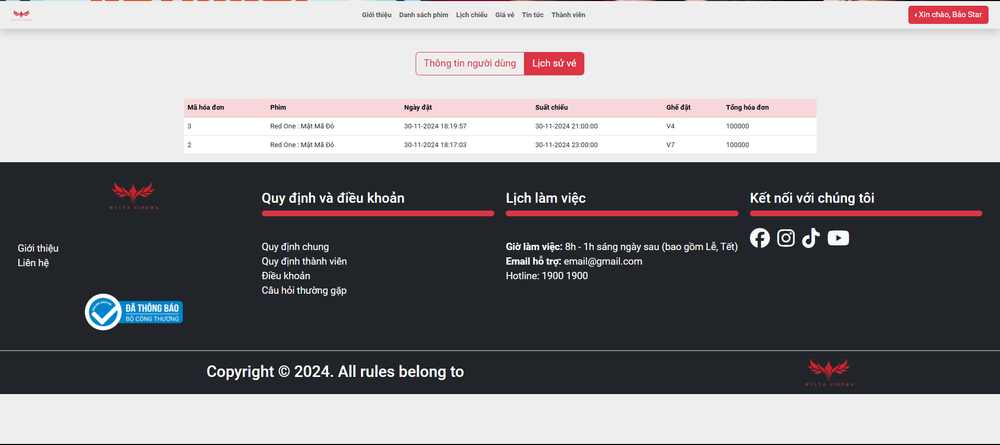 MYLTA CINEMA
Giới thiệu Danh sách phim Lịch chiếu Giá vé Tin tức Thành viên
Xin chào, Bảo Star
Thông tin người dùng Lịch sử vé
Mã hóa đơn Phim Ngày đặt Suất chiếu Ghế đặt Tổng hóa đơn
3 Red One : Mật Mã Đỏ 30-11-2024 18:19:57 30-11-2024 21:00:00 V4 100000
2 Red One : Mật Mã Đỏ 30-11-2024 18:17:03 30-11-2024 23:00:00 V7 100000
MYLTA CINEMA
Giới thiệu
Liên hệ
ONLINE.GOV.VN
ĐÃ THÔNG BÁO
BỘ CÔNG THƯƠNG
Quy định và điều khoản
Quy định chung
Quy định thành viên
Điều khoản
Câu hỏi thường gặp
Lịch làm việc
Giờ làm việc: 8h - 1h sáng ngày sau (bao gồm Lễ, Tết)
Email hỗ trợ: email@gmail.com
Hotline: 1900 1900
Kết nối với chúng tôi
Copyright © 2024. All rules belong to
MYLTA CINEMA